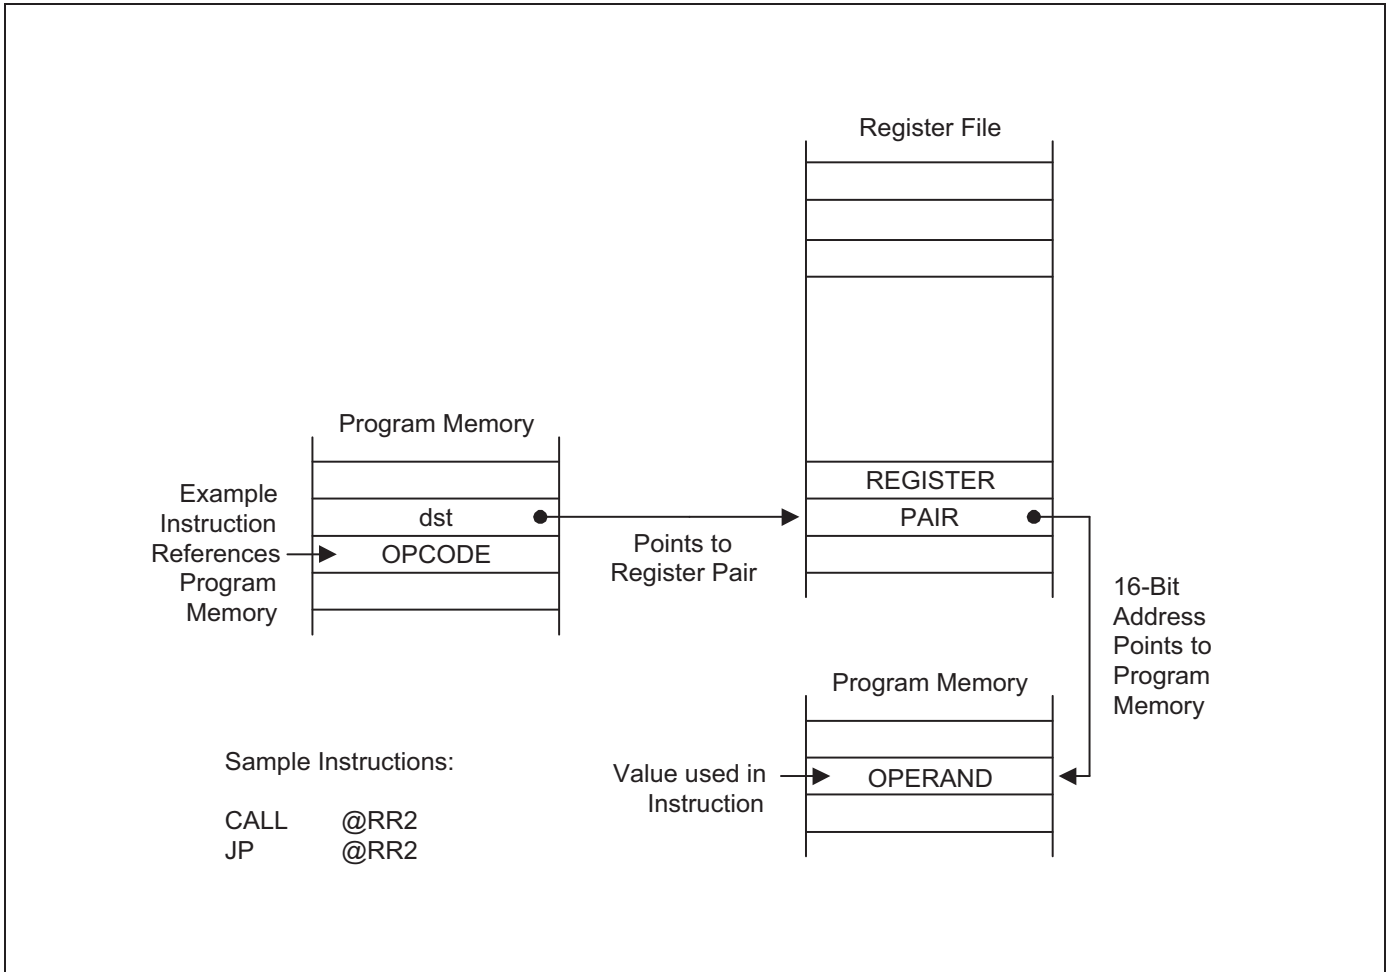 Register File
Program Memory
REGISTER
Example
Instruction
References
Program
Memory
dst
OPCODE
PAIR
Points to
Register Pair
16-Bit
Address
Points to
Program
Memory
Program Memory
Sample Instructions:
Value used in
Instruction
OPERAND
CALL @RR2
JP @RR2